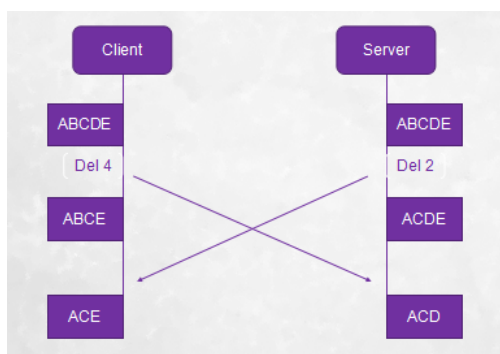 Client
Server
ABCDE
ABCDE
Del 4
Del 2
ABCE
ACDE
ACE
ACD